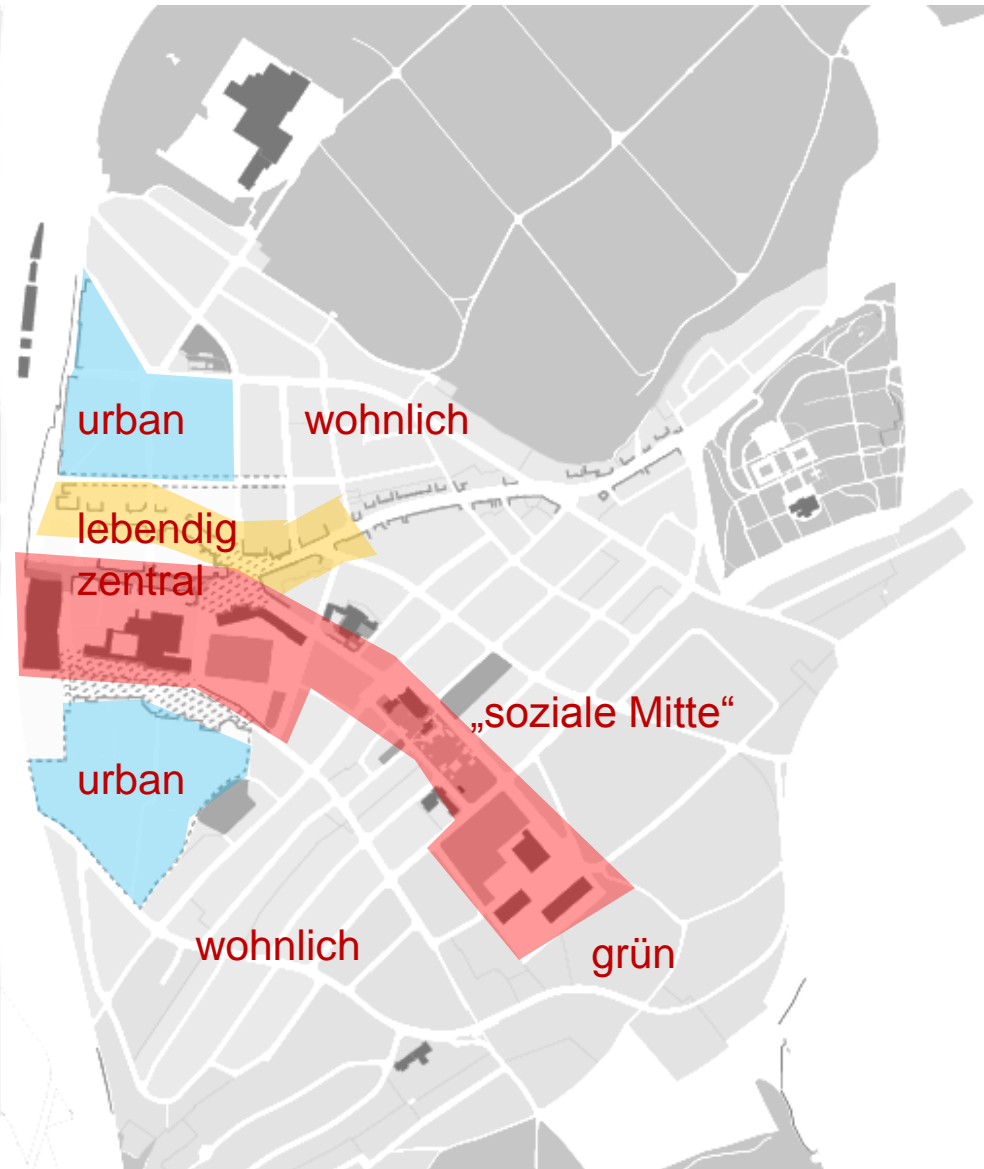 urban
wohnlich
lebendig
zentral
„soziale Mitte“
urban
wohnlich
grün